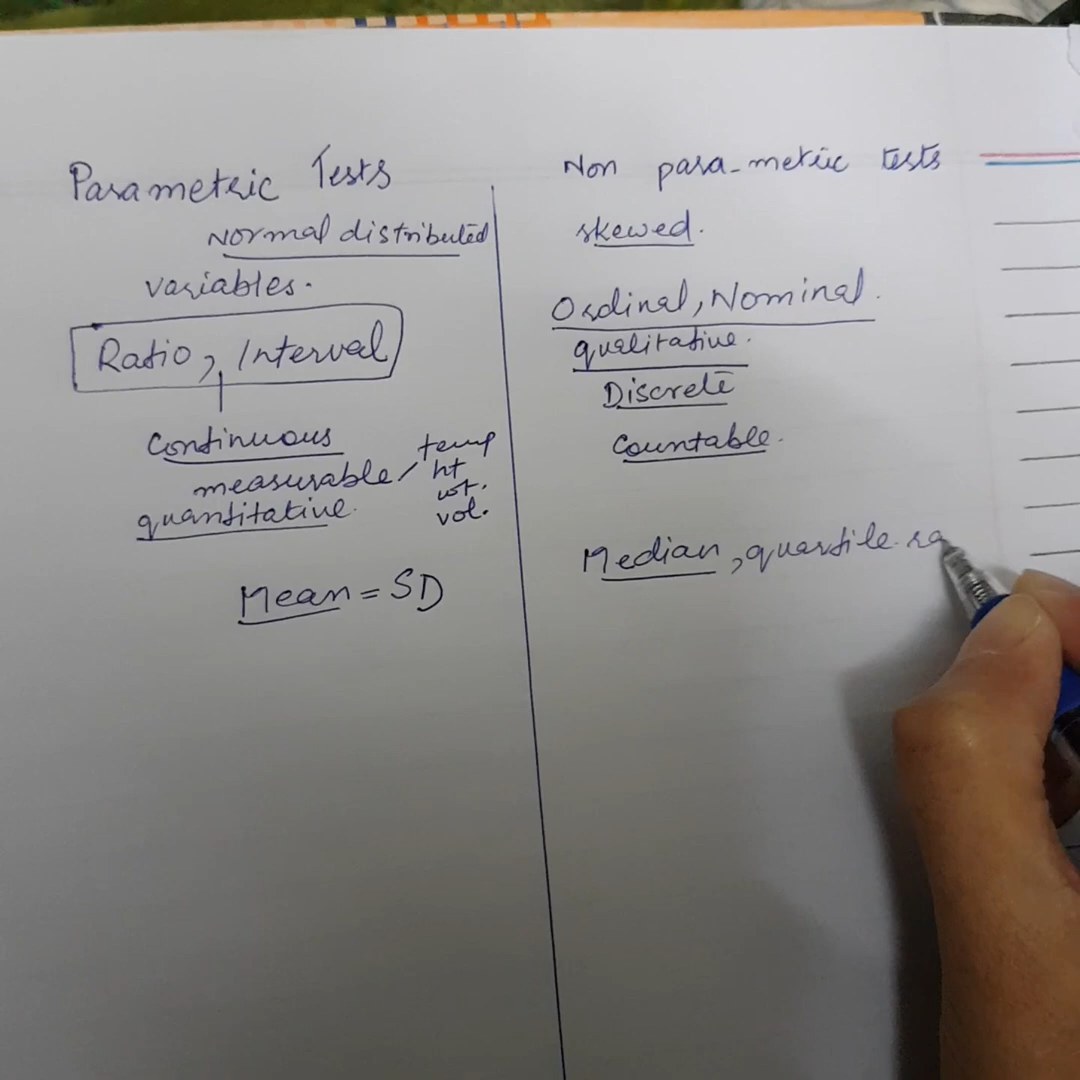 Parametric Tests
Normal distributed
variables.
Ratio, Interval
Continuous
measurable / temp
ht
wt.
vol.
quantitative.
Mean = SD
Non para-metric tests
skewed.
Ordinal, Nominal.
qualitative.
Discrete
Countable.
Median, quartile ra